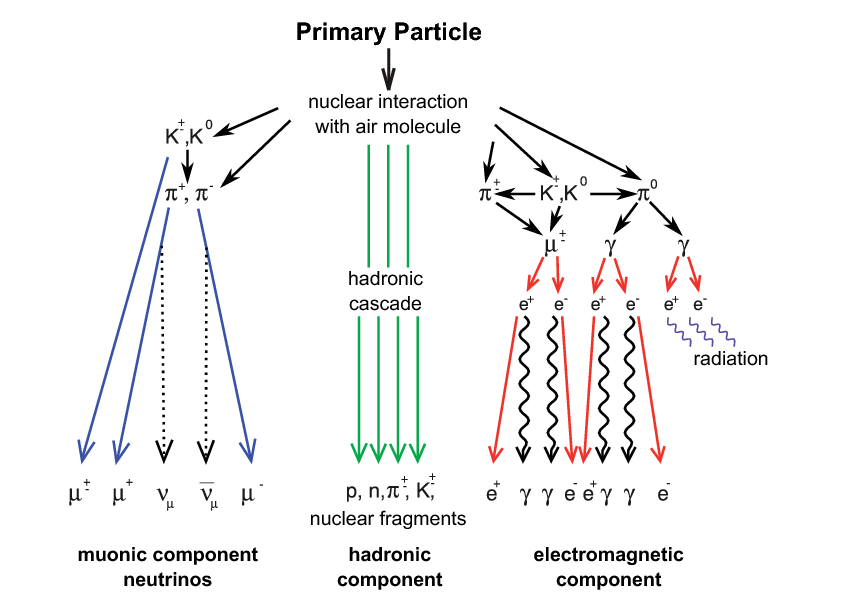 Primary Particle
nuclear interaction
with air molecule
K±,K⁰
π⁺, π⁻
π± K±,K⁰ π⁰
μ± γ γ
hadronic
cascade
e⁺ e⁻ e⁺ e⁻ e⁺ e⁻
radiation
μ± μ⁺ νμ ν̅μ μ⁻
p, n,π±, K±,
nuclear fragments
e⁺ γ γ e⁻ e⁺ γ γ e⁻
muonic component
neutrinos
hadronic
component
electromagnetic
component